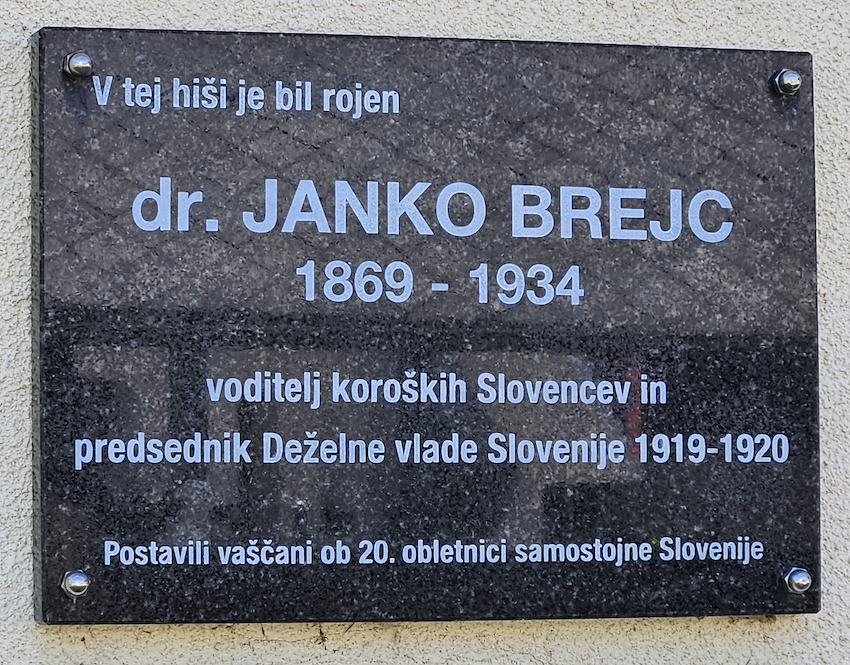 V tej hiši je bil rojen
dr. JANKO BREJC
1869 - 1934
voditelj koroških Slovencev in
predsednik Deželne vlade Slovenije 1919-1920
Postavili vaščani ob 20. obletnici samostojne Slovenije